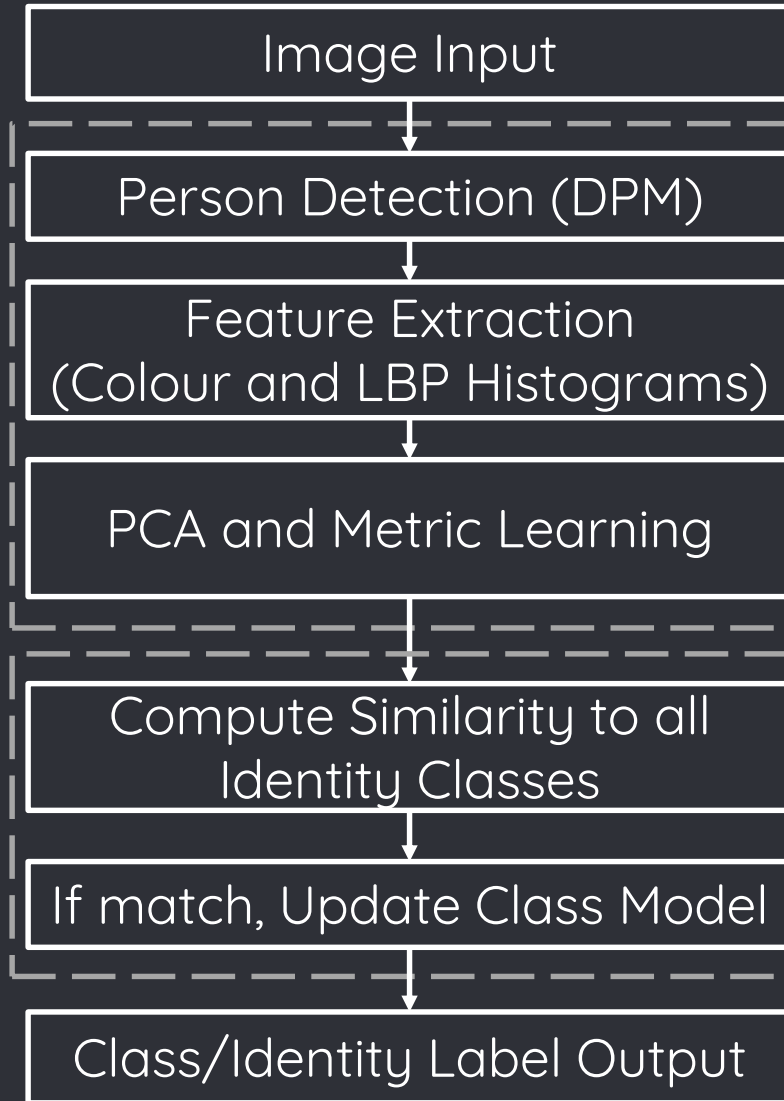 Image Input
Person Detection (DPM)
Feature Extraction
(Colour and LBP Histograms)
PCA and Metric Learning
Compute Similarity to all
Identity Classes
If match, Update Class Model
Class/Identity Label Output